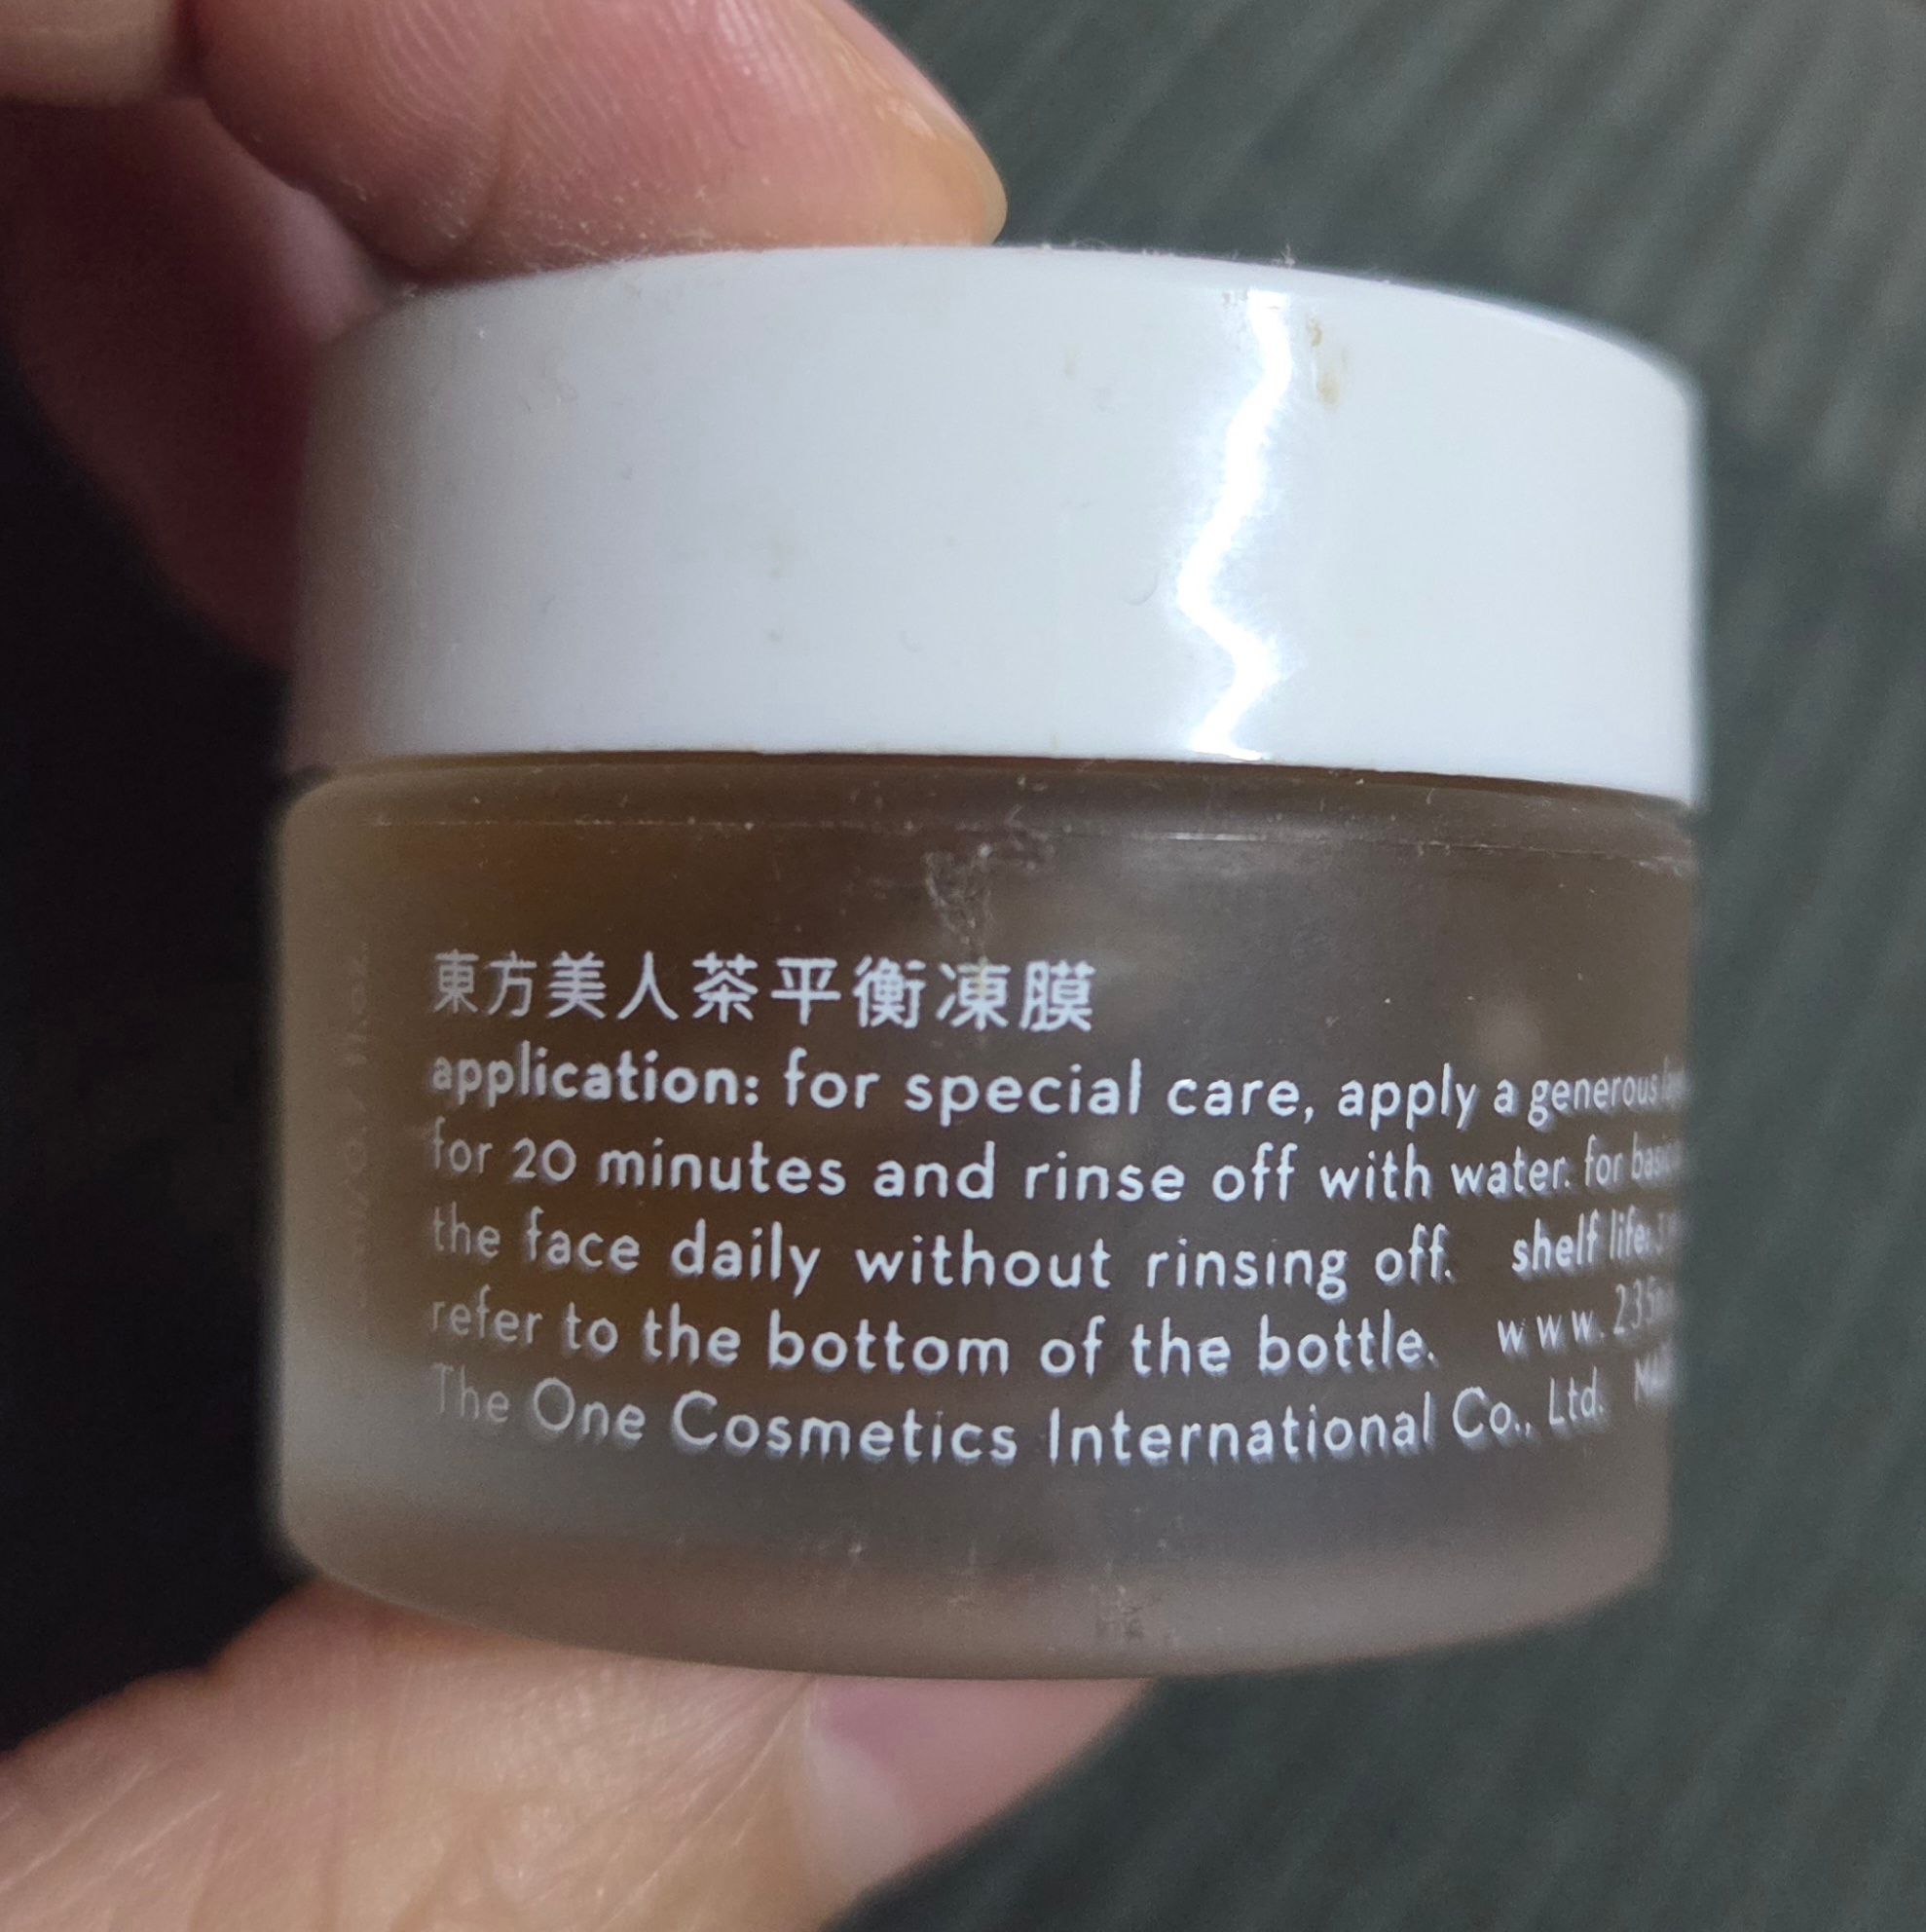 東方美人茶平衡凍膜
application: for special care, apply a generous
for 20 minutes and rinse off with water. for
the face daily without rinsing off. shelf life:
refer to the bottom of the bottle. www.235
The One Cosmetics International Co., Ltd.